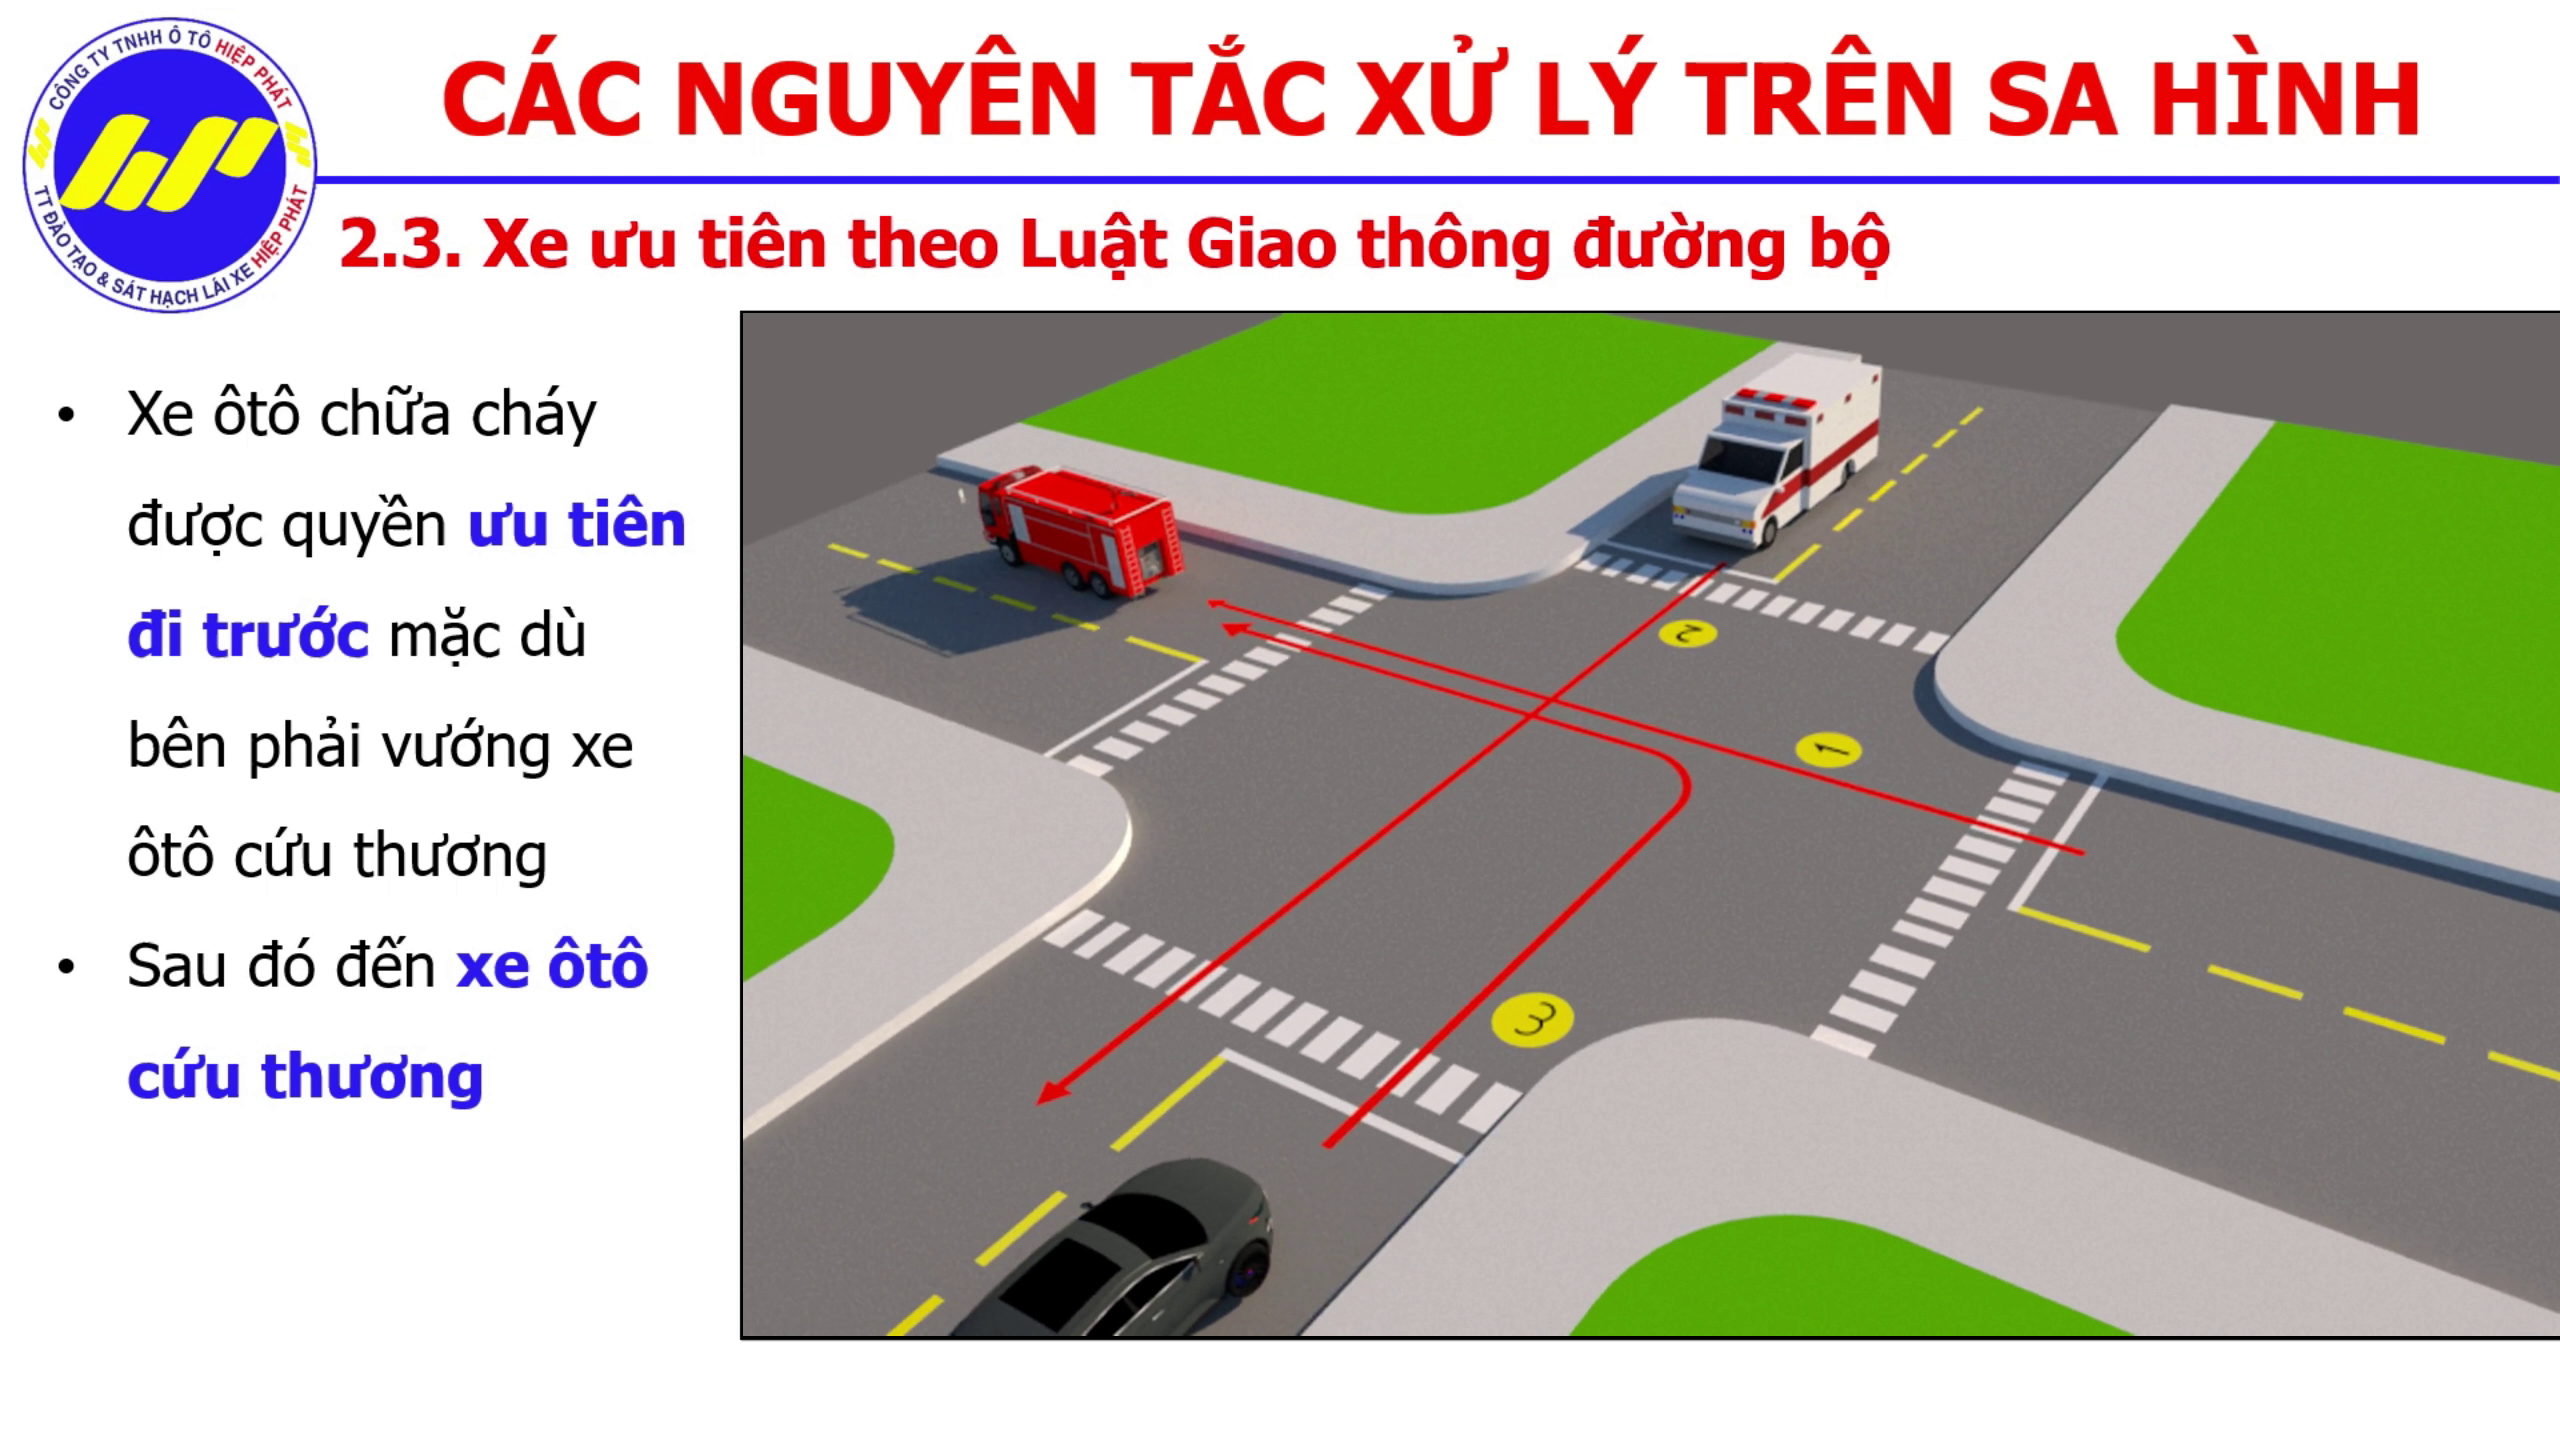 CÔNG TY TNHH Ô TÔ HIỆP PHÁT
TT ĐÀO TẠO & SÁT HẠCH LÁI XE HIỆP PHÁT
CÁC NGUYÊN TẮC XỬ LÝ TRÊN SA HÌNH
2.3. Xe ưu tiên theo Luật Giao thông đường bộ
• Xe ôtô chữa cháy
được quyền ưu tiên
đi trước mặc dù
bên phải vướng xe
ôtô cứu thương
• Sau đó đến xe ôtô
cứu thương
2
1
3